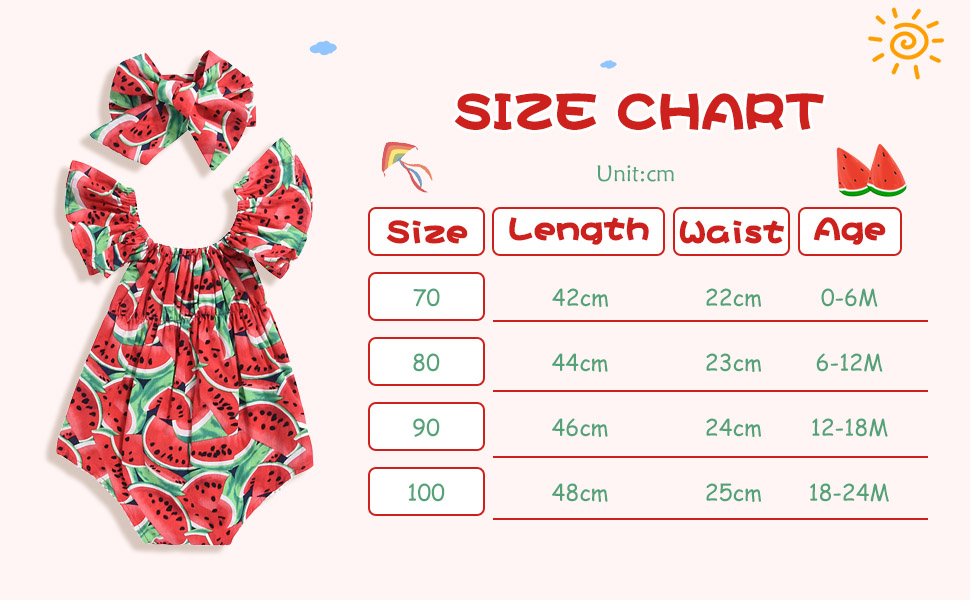 SIZE CHART
Unit:cm
Size Length Waist Age
70 42cm 22cm 0-6M
80 44cm 23cm 6-12M
90 46cm 24cm 12-18M
100 48cm 25cm 18-24M